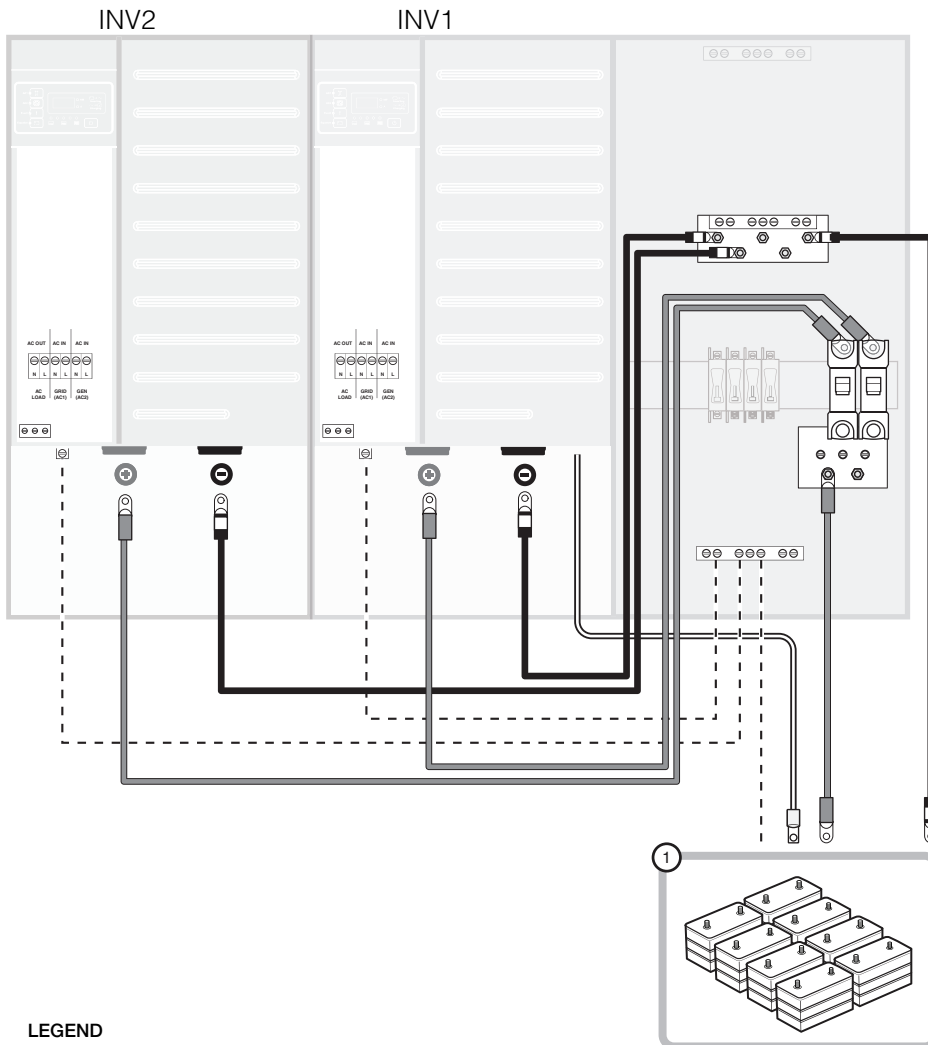 INV2 INV1
AC OUT AC IN AC IN
N L N L N L
AC LOAD GRID (AC1) GEN (AC2)
AC OUT AC IN AC IN
N L N L N L
AC LOAD GRID (AC1) GEN (AC2)
1
LEGEND